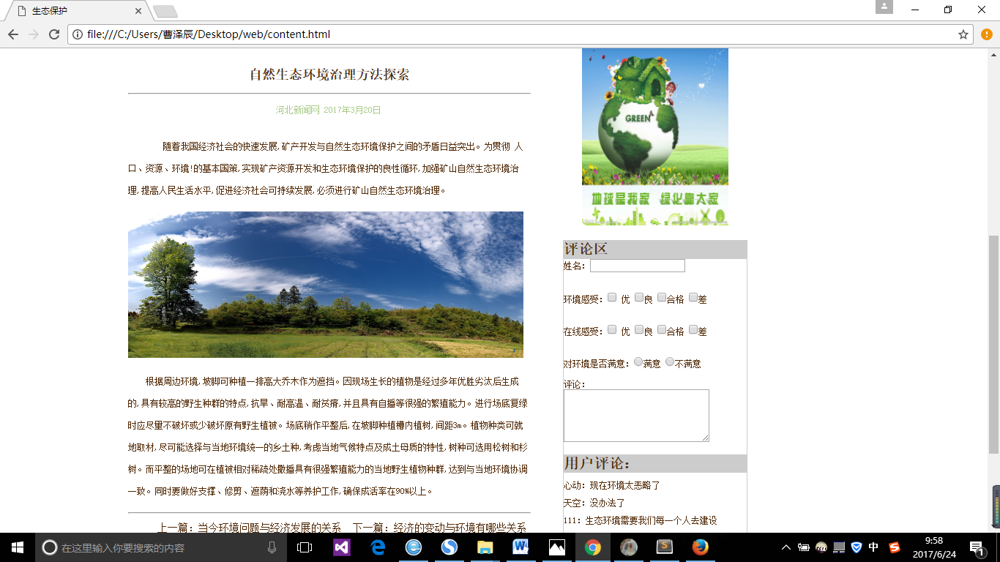 生态保护
file:///C:/Users/曹泽辰/Desktop/web/content.html
自然生态环境治理方法探索
河北新闻网 2017年3月20日
随着我国经济社会的快速发展,矿产开发与自然生态环境保护之间的矛盾日益突出。为贯彻 人
口、资源、环境!的基本国策,实现矿产资源开发和生态环境保护的良性循环,加强矿山自然生态环境治
理,提高人民生活水平,促进经济社会可持续发展,必须进行矿山自然生态环境治理。
根据周边环境,坡脚可种植一排高大乔木作为遮挡。因现场生长的植物是经过多年优胜劣汰后生成
的,具有较高的野生种群的特点,抗旱、耐高温、耐贫瘠,并且具有自播等很强的繁殖能力。进行场底复绿
时应尽量不破坏或少破坏原有野生植被。场底稍作平整后,在坡脚种植槽内植树,间距3m。植物种类可就
地取材,尽可能选择与当地环境统一的乡土种,考虑当地气候特点及成土母质的特性,树种可选用松树和杉
树。而平整的场地可在植被相对稀疏处撒播具有很强繁殖能力的当地野生植物种群,达到与当地环境协调
一致。同时要做好支撑、修剪、遮荫和浇水等养护工作,确保成活率在90%以上。
上一篇：当今环境问题与经济发展的关系 下一篇：经济的变动与环境有哪些关系
GREEN
地球是我家 绿化靠大家
评论区
姓名：
环境感受： 优 良 合格 差
在线感受： 优 良 合格 差
对环境是否满意： 满意 不满意
评论：
用户评论：
心动：现在环境太恶略了
天空：没办法了
111：生态环境需要我们每一个人去建设
在这里输入你要搜索的内容
中
9:58
2017/6/24
1